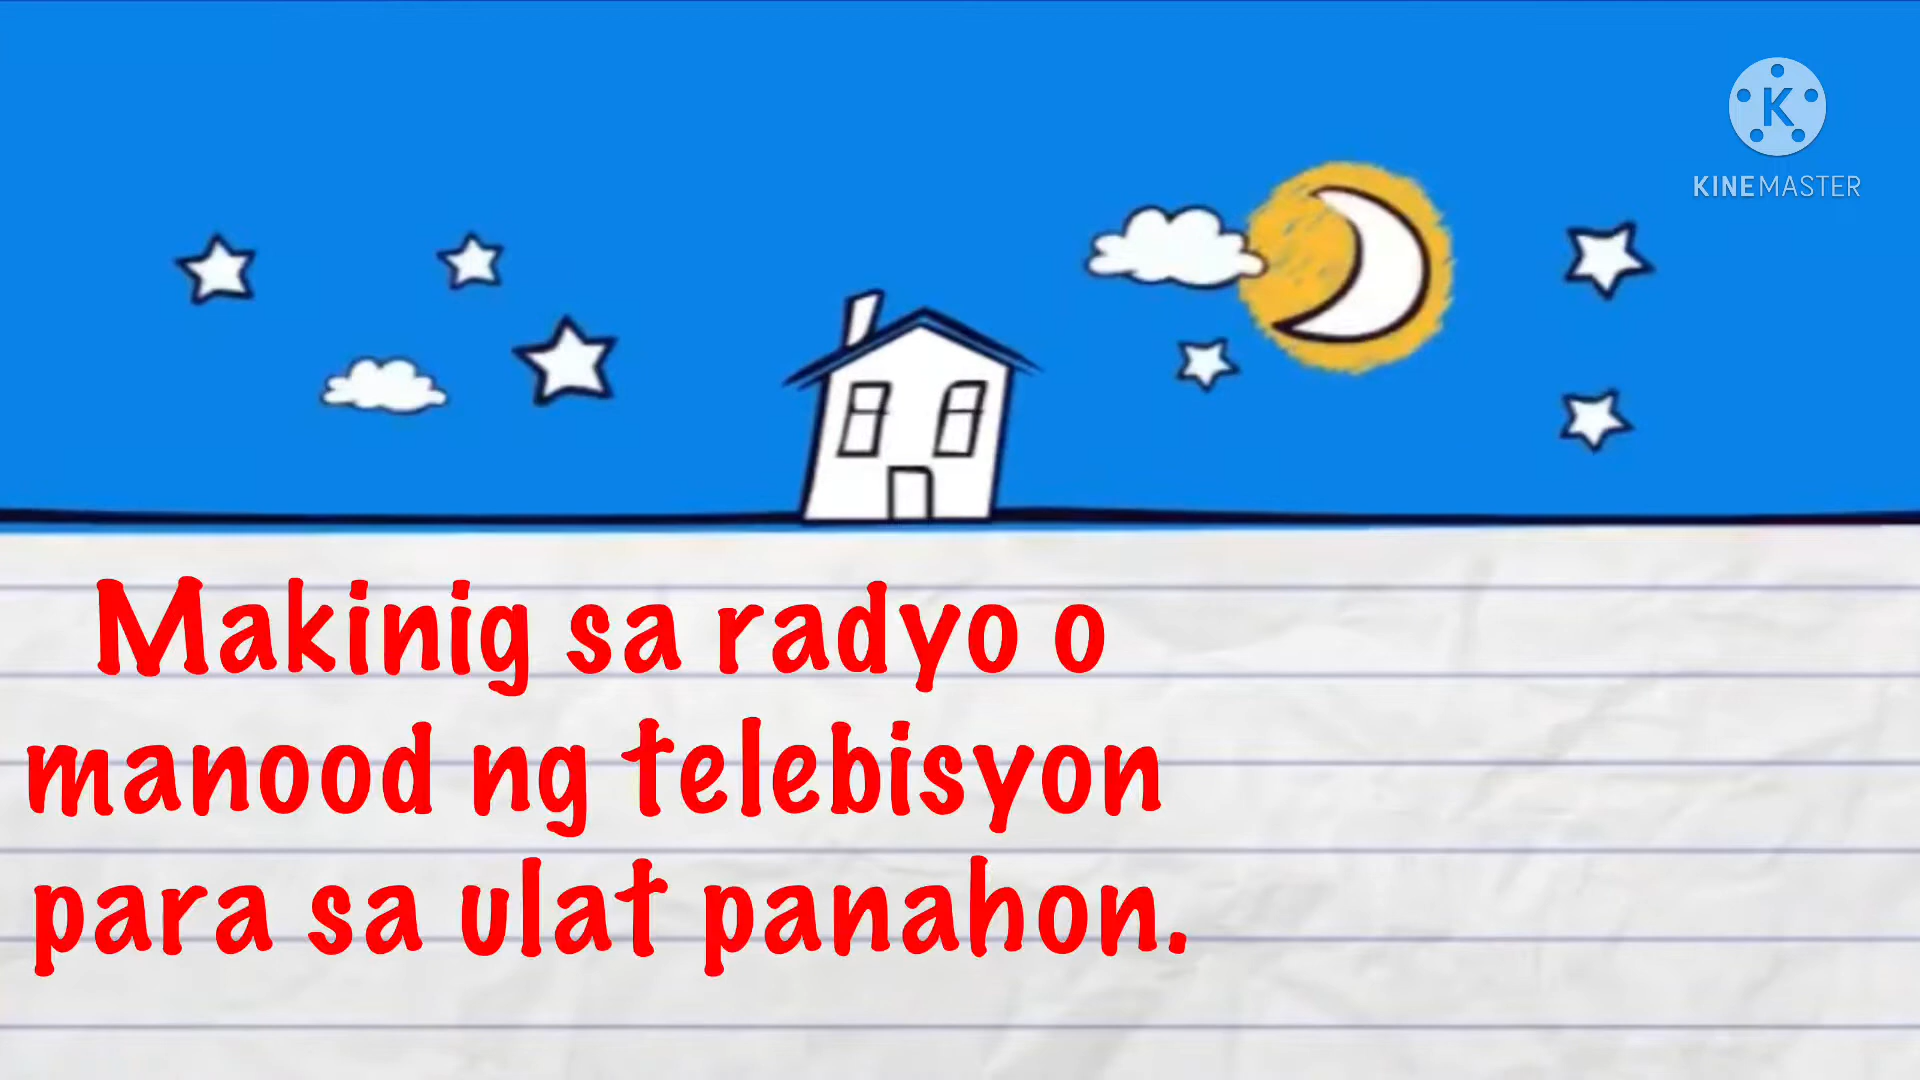 K
KINEMASTER
Makinig sa radyo o
manood ng telebisyon
para sa ulat panahon.